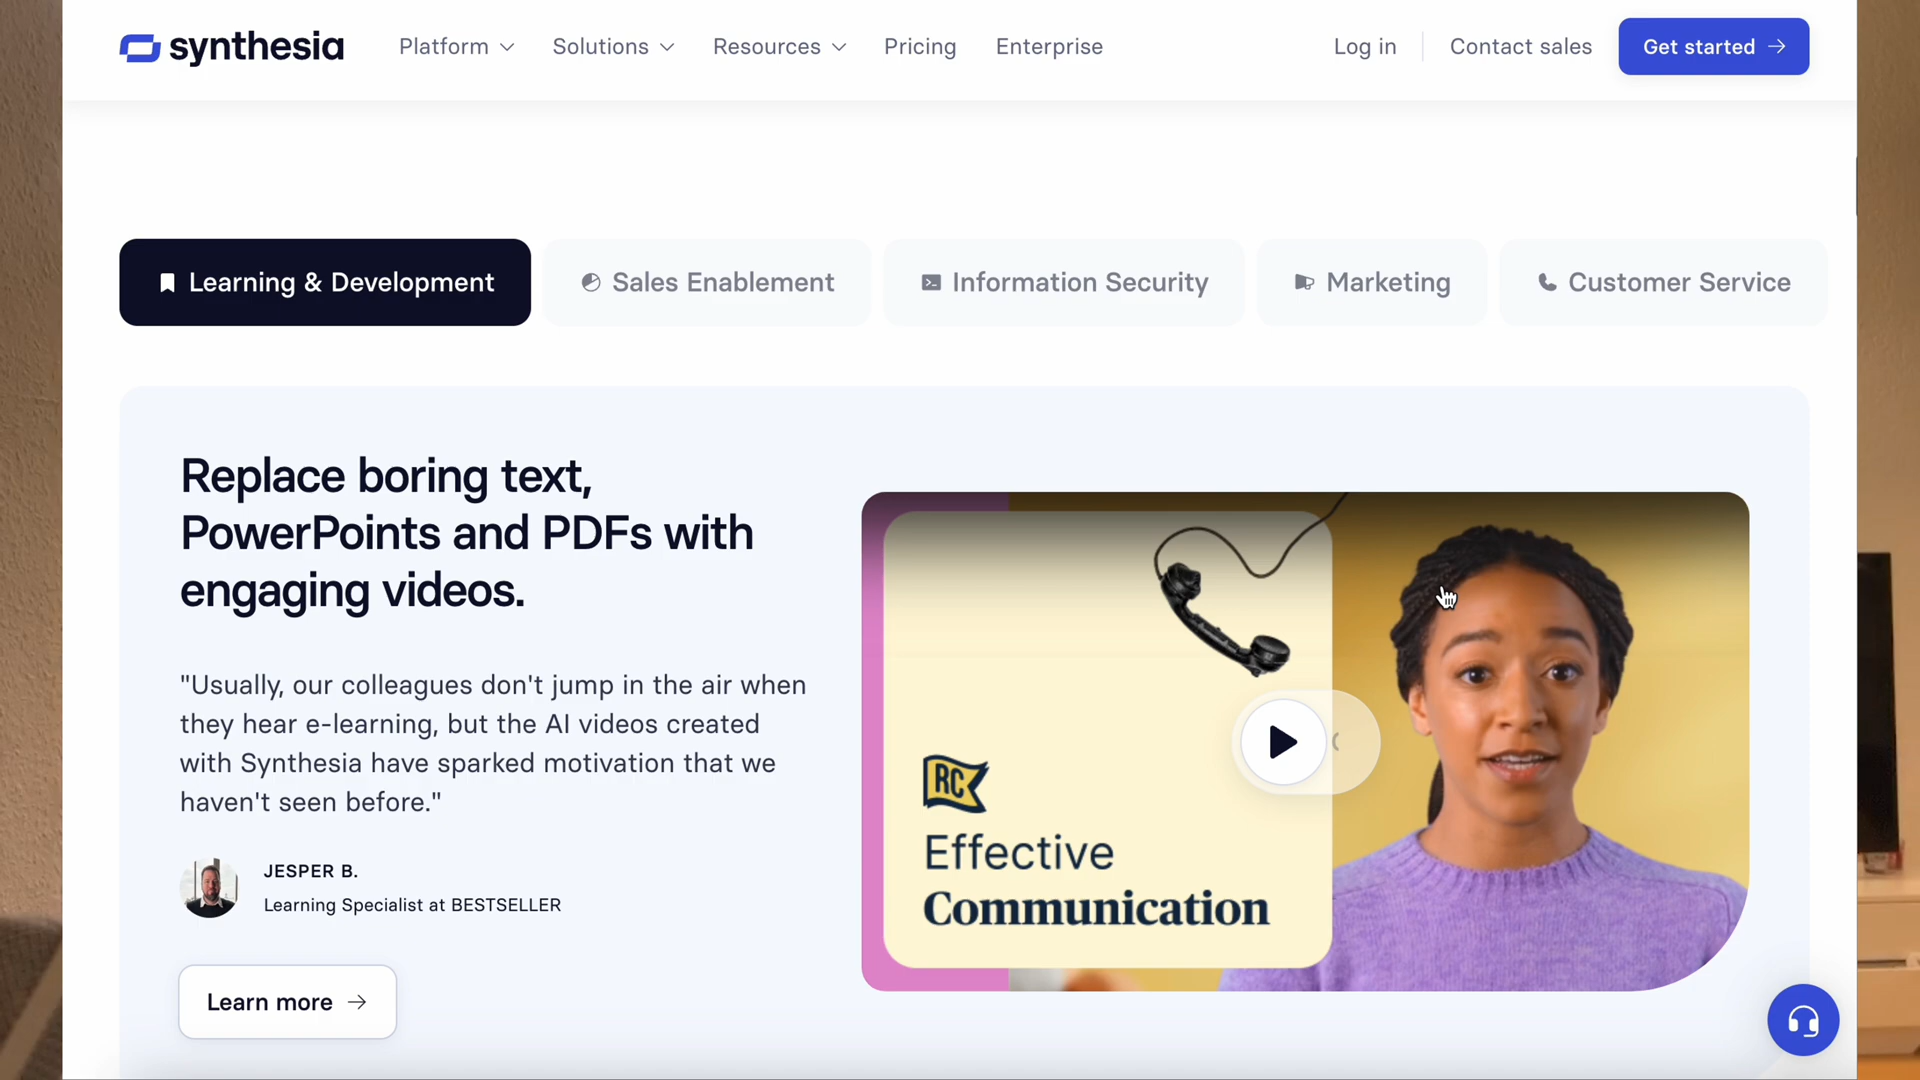 synthesia
Platform
Solutions
Resources
Pricing
Enterprise
Log in
Contact sales
Get started
Learning & Development
Sales Enablement
Information Security
Marketing
Customer Service
Replace boring text,
PowerPoints and PDFs with
engaging videos.
"Usually, our colleagues don't jump in the air when
they hear e-learning, but the AI videos created
with Synthesia have sparked motivation that we
haven't seen before."
JESPER B.
Learning Specialist at BESTSELLER
Learn more
RC
Effective
Communication